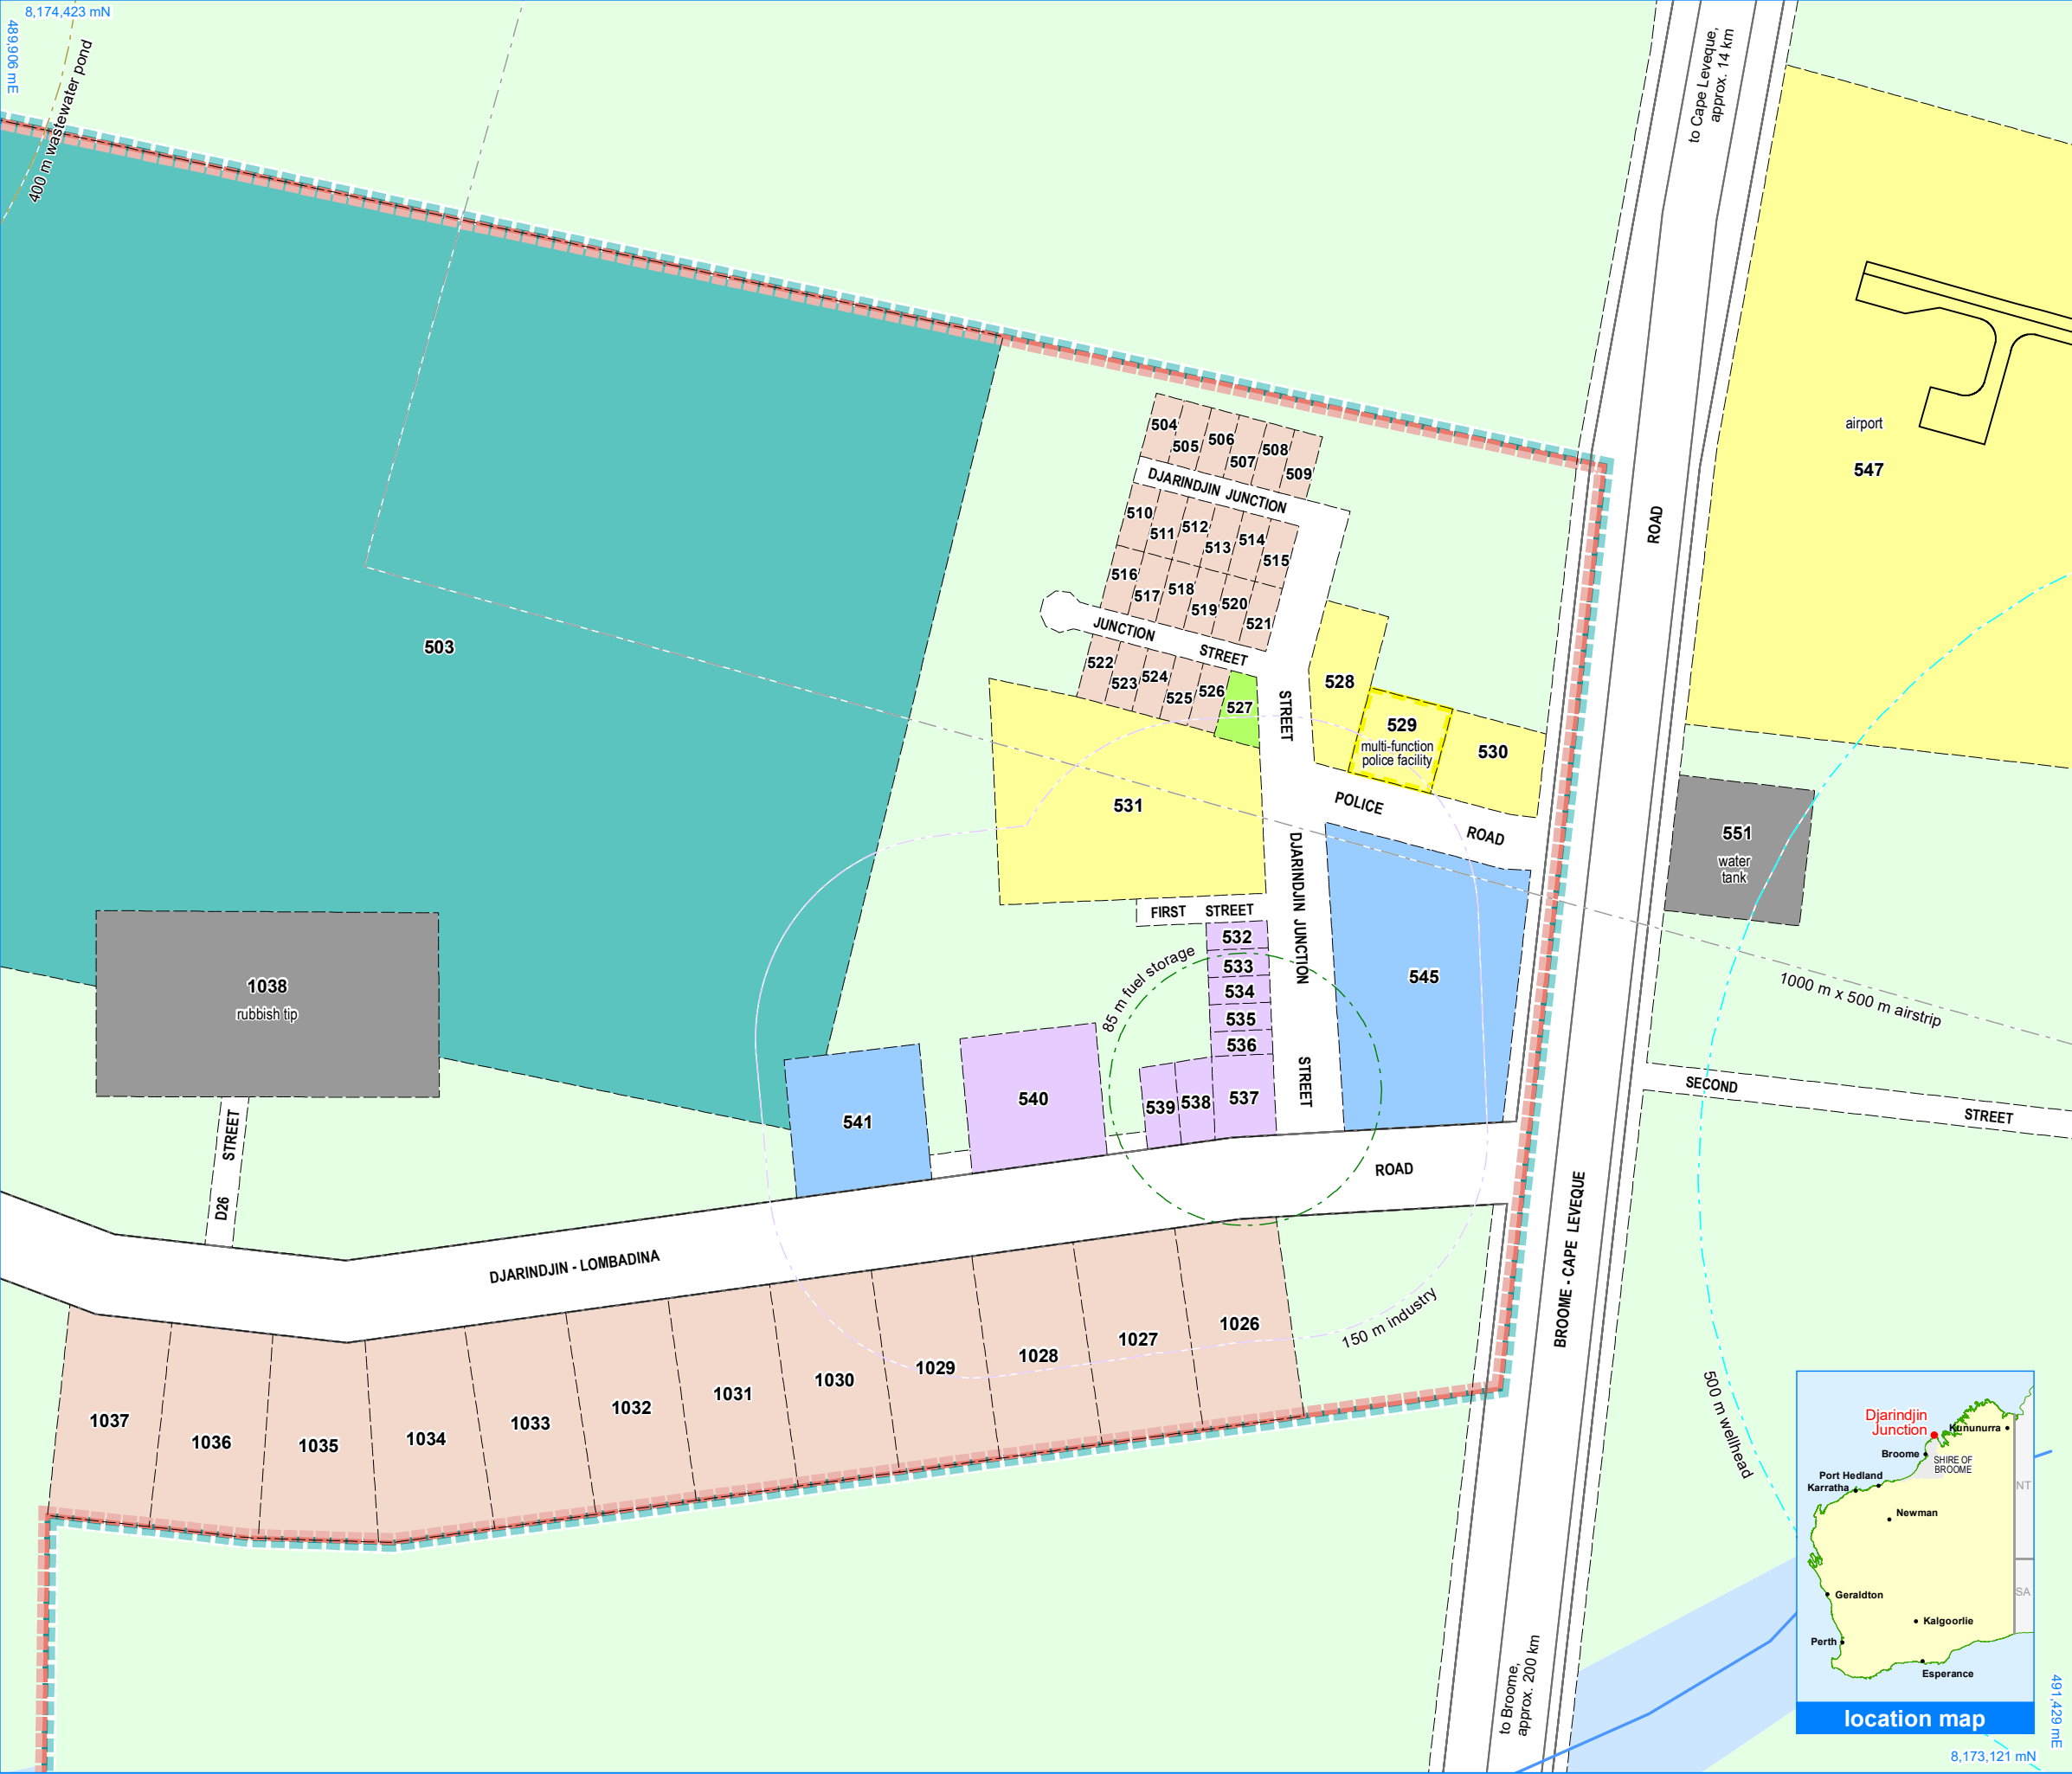 8,174,423 mN
489,906 mE
400 m wastewater pond
to Cape Leveque,
approx. 14 km
ROAD
airport
547
503
504
505
506
507
508
509
DJARINDJIN JUNCTION
510
511
512
513
514
515
516
517
518
519
520
521
JUNCTION STREET
522
523
524
525
526
527
STREET
528
529
multi-function
police facility
530
531
POLICE ROAD
551
water
tank
DJARINDJIN JUNCTION
STREET
FIRST STREET
532
533
534
535
536
537
538
539
540
541
545
85 m fuel storage
1000 m x 500 m airstrip
1038
rubbish tip
D26 STREET
SECOND STREET
ROAD
DJARINDJIN - LOMBADINA
BROOME - CAPE LEVEQUE
150 m industry
500 m wellhead
1037
1036
1035
1034
1033
1032
1031
1030
1029
1028
1027
1026
to Broome,
approx. 200 km
Djarindjin
Junction
Kununurra
Broome
SHIRE OF
BROOME
Port Hedland
Karratha
NT
Newman
SA
Geraldton
Kalgoorlie
Perth
Esperance
location map
491,429 mE
8,173,121 mN